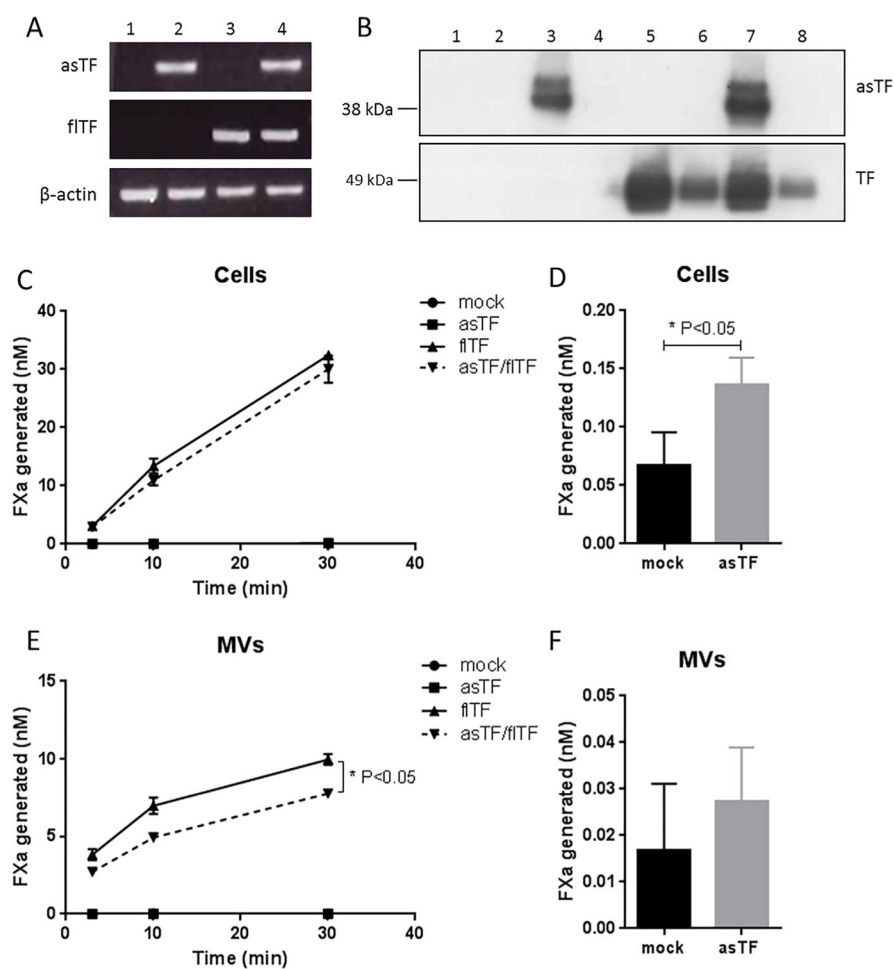 A
1 2 3 4
asTF
flTF
β-actin
B
1 2 3 4 5 6 7 8
38 kDa
asTF
49 kDa
TF
C
Cells
FXa generated (nM)
40
30
20
10
0
0 10 20 30 40
Time (min)
mock
asTF
flTF
asTF/flTF
D
Cells
FXa generated (nM)
0.20
0.15
0.10
0.05
0.00
* P<0.05
mock asTF
E
MVs
FXa generated (nM)
15
10
5
0
0 10 20 30 40
Time (min)
* P<0.05
mock
asTF
flTF
asTF/flTF
F
MVs
FXa generated (nM)
0.05
0.04
0.03
0.02
0.01
0.00
mock asTF